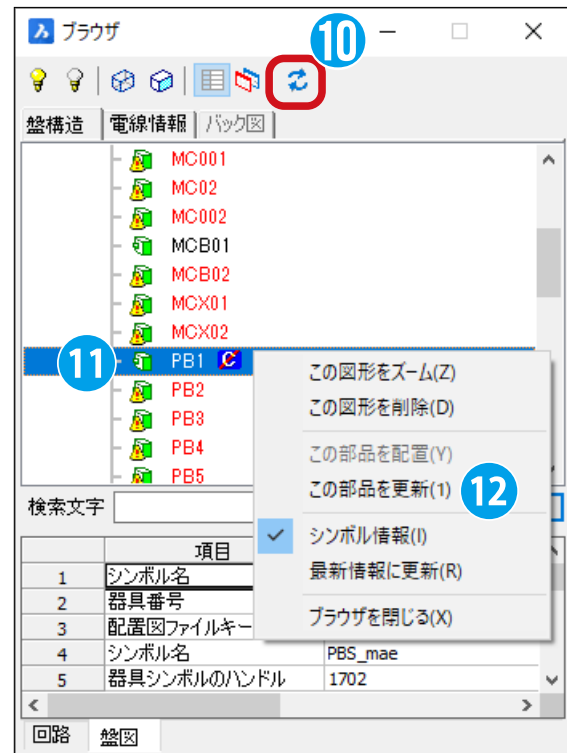 ブラウザ
10
盤構造 電線情報 バック図
MC001
MC02
MC002
MCB01
MCB02
MCX01
MCX02
11 PB1
PB2
PB3
PB4
PB5
この図形をズーム(Z)
この図形を削除(D)
この部品を配置(Y)
この部品を更新(1) 12
シンボル情報(I)
最新情報に更新(R)
ブラウザを閉じる(X)
検索文字
項目
1 シンボル名
2 器具番号
3 配置図ファイルキー
4 シンボル名 PBS_mae
5 器具シンボルのハンドル 1702
回路 盤図